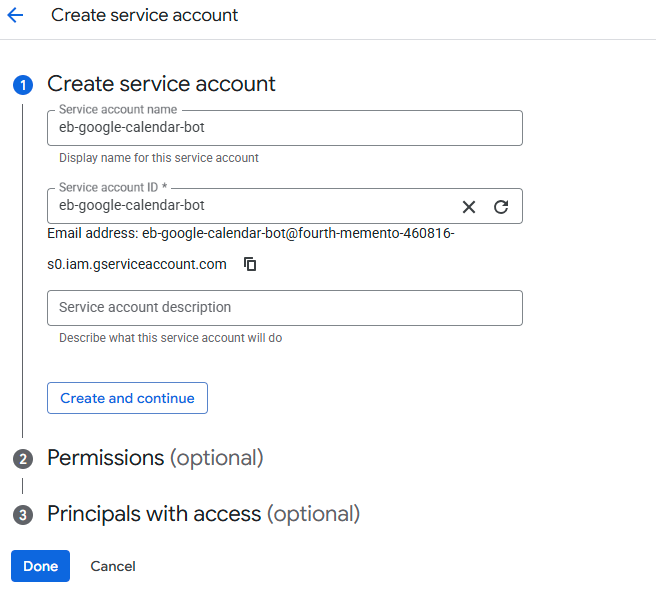 Create service account
1 Create service account
Service account name
eb-google-calendar-bot
Display name for this service account
Service account ID *
eb-google-calendar-bot
Email address: eb-google-calendar-bot@fourth-memento-460816-
s0.iam.gserviceaccount.com
Service account description
Describe what this service account will do
Create and continue
2 Permissions (optional)
3 Principals with access (optional)
Done Cancel